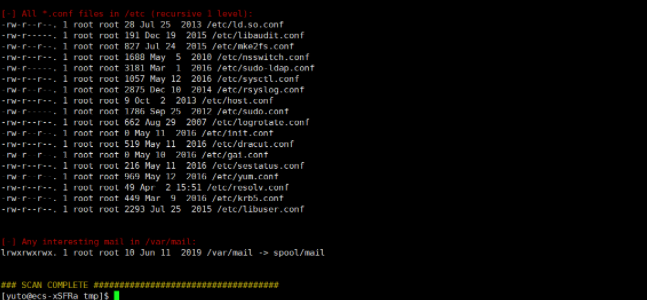 [-] All *.conf files in /etc (recursive 1 level):
-rw-r--r--. 1 root root 28 Jul 25  2013 /etc/ld.so.conf
-rw-r-----. 1 root root 191 Dec 19  2015 /etc/libaudit.conf
-rw-r--r--. 1 root root 827 Jul 24  2015 /etc/mke2fs.conf
-rw-r--r--. 1 root root 1688 May  5  2010 /etc/nsswitch.conf
-rw-r-----. 1 root root 3181 Mar  1  2016 /etc/sudo-ldap.conf
-rw-r--r--. 1 root root 1057 May 12  2016 /etc/sysctl.conf
-rw-r--r--. 1 root root 2875 Dec 10  2014 /etc/rsyslog.conf
-rw-r--r--. 1 root root 9 Oct  2  2013 /etc/host.conf
-rw-r-----. 1 root root 1786 Sep 25  2012 /etc/sudo.conf
-rw-r--r--. 1 root root 662 Aug 29  2007 /etc/logrotate.conf
-rw-r--r--. 1 root root 0 May 11  2016 /etc/init.conf
-rw-r--r--. 1 root root 519 May 11  2016 /etc/dracut.conf
-rw-r--r--. 1 root root 0 May 10  2016 /etc/gai.conf
-rw-r--r--. 1 root root 216 May 11  2016 /etc/sestatus.conf
-rw-r--r--. 1 root root 969 May 12  2016 /etc/yum.conf
-rw-r--r--. 1 root root 49 Apr  2 15:51 /etc/resolv.conf
-rw-r--r--. 1 root root 449 Mar  9  2016 /etc/krb5.conf
-rw-r--r--. 1 root root 2293 Jul 25  2015 /etc/libuser.conf
[-] Any interesting mail in /var/mail:
lrwxrwxrwx. 1 root root 10 Jun 11  2019 /var/mail -> spool/mail
### SCAN COMPLETE ####################################
[yuto@ecs-xSFRa tmp]$